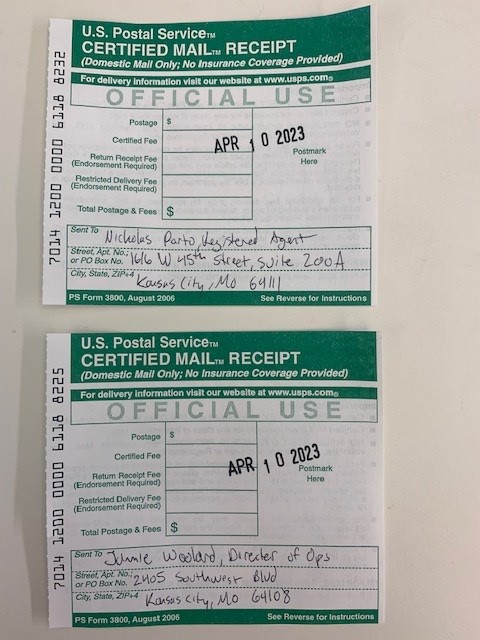 U.S. Postal Service™
CERTIFIED MAIL™ RECEIPT
(Domestic Mail Only; No Insurance Coverage Provided)
For delivery information visit our website at www.usps.com®
OFFICIAL USE
7014 1200 0000 6118 8232
Postage $
Certified Fee
Return Receipt Fee
(Endorsement Required)
Restricted Delivery Fee
(Endorsement Required)
Total Postage & Fees $
APR 10 2023
Postmark
Here
Sent To Nicholas Porto, Registered Agent
Street, Apt. No.;
or PO Box No. 1616 W 45th Street, Suite 200A
City, State, ZIP+4 Kansas City, MO 64111
PS Form 3800, August 2006 See Reverse for Instructions
U.S. Postal Service™
CERTIFIED MAIL™ RECEIPT
(Domestic Mail Only; No Insurance Coverage Provided)
For delivery information visit our website at www.usps.com®
OFFICIAL USE
7014 1200 0000 6118 8225
Postage $
Certified Fee
Return Receipt Fee
(Endorsement Required)
Restricted Delivery Fee
(Endorsement Required)
Total Postage & Fees $
APR 10 2023
Postmark
Here
Sent To Woolard, Director of Ops
Street, Apt. No.;
or PO Box No. 2405 Southwest Blvd
City, State, ZIP+4 Kansas City, MO 64108
PS Form 3800, August 2006 See Reverse for Instructions